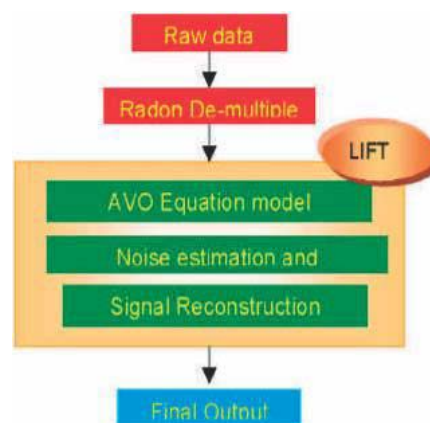 Raw data
Radon De-multiple
LIFT
AVO Equation model
Noise estimation and
Signal Reconstruction
Final Output